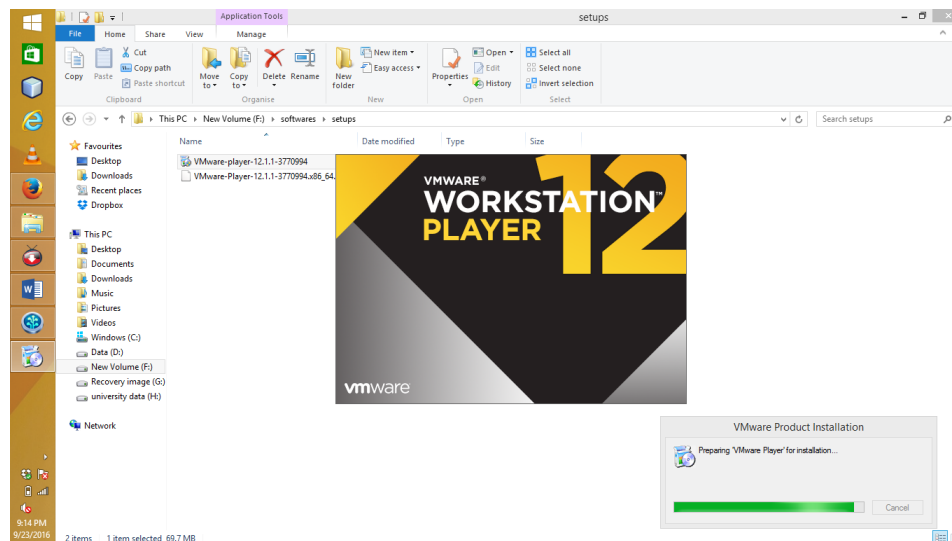 Application Tools
setups
File Home Share View Manage
Copy
Paste
Cut
Copy path
Paste shortcut
Move to
Copy to
Delete
Rename
New folder
New item
Easy access
Properties
Open
Edit
History
Select all
Select none
Invert selection
Clipboard Organise New Open Select
This PC New Volume (F:) softwares setups
Search setups
Name Date modified Type Size
VMware-player-12.1.1-3770994
VMware-Player-12.1.1-3770994.x86_64.
Favourites
Desktop
Downloads
Recent places
Dropbox
This PC
Desktop
Documents
Downloads
Music
Pictures
Videos
Windows (C:)
Data (D:)
New Volume (F:)
Recovery image (G:)
university data (H:)
Network
VMWARE®
WORKSTATION™
PLAYER
12
vmware
VMware Product Installation
Preparing 'VMware Player' for installation...
Cancel
9:14 PM
9/23/2016
2 items 1 item selected 69.7 MB